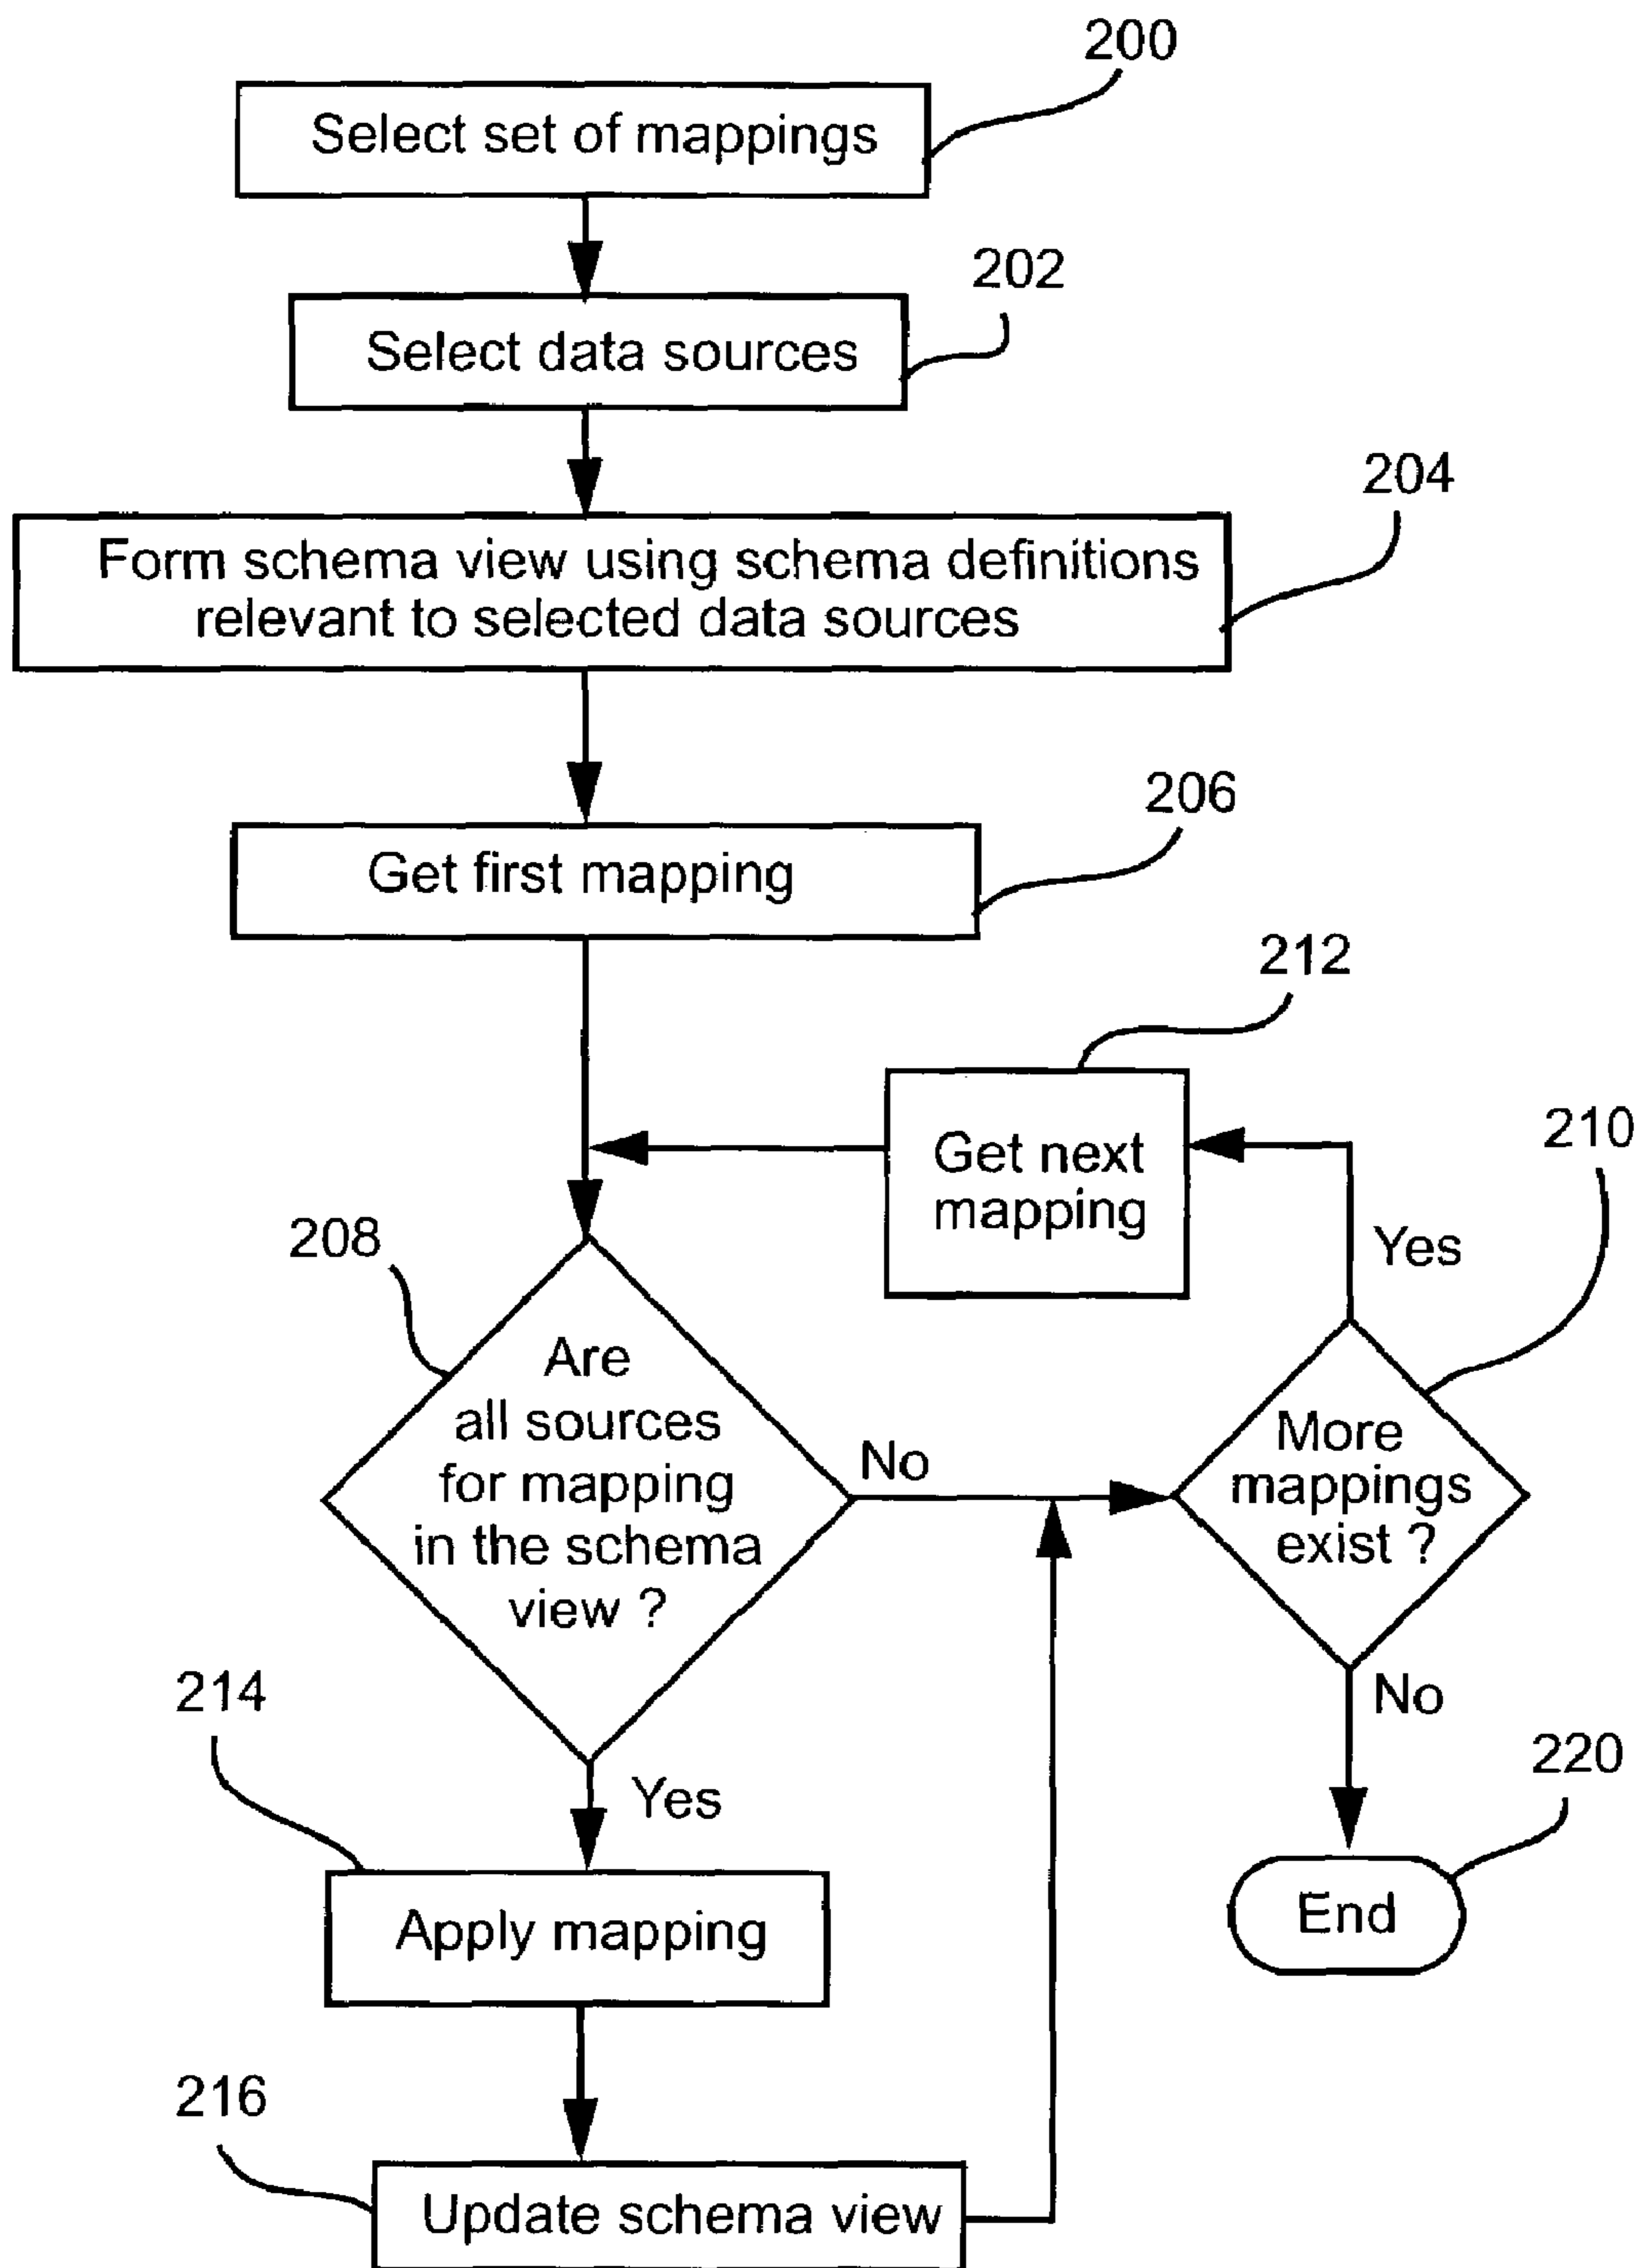 200
Select set of mappings
202
Select data sources
204
Form schema view using schema definitions
relevant to selected data sources
206
Get first mapping
212
Get next
mapping
210
Yes
208
Are
all sources
for mapping
in the schema
view ?
No
More
mappings
exist ?
No
214
Yes
220
Apply mapping
End
216
Update schema view